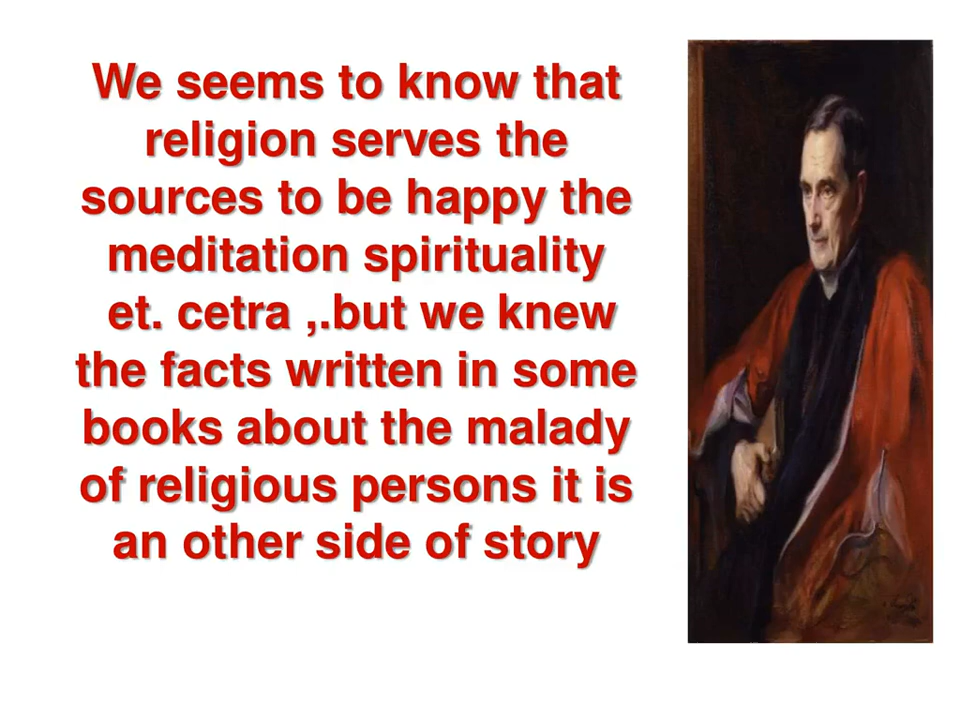 We seems to know that
religion serves the
sources to be happy the
meditation spirituality
et. cetra ,.but we knew
the facts written in some
books about the malady
of religious persons it is
an other side of story